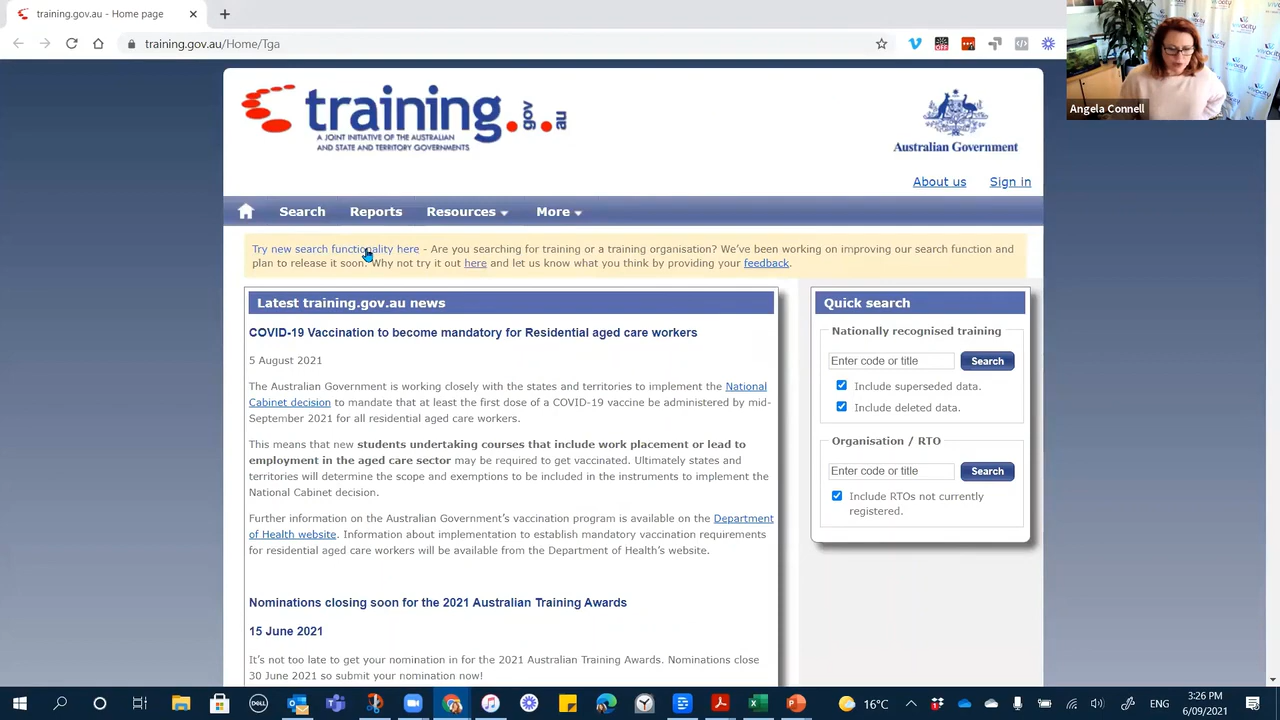 training.gov.au - Home page
training.gov.au/Home/Tga
OFF
Angela Connell
vivacity
training.gov.au
A JOINT INITIATIVE OF THE AUSTRALIAN
AND STATE AND TERRITORY GOVERNMENTS
Australian Government
About us Sign in
Search Reports Resources More
Try new search functionality here - Are you searching for training or a training organisation? We've been working on improving our search function and
plan to release it soon. Why not try it out here and let us know what you think by providing your feedback.
Latest training.gov.au news
COVID-19 Vaccination to become mandatory for Residential aged care workers
5 August 2021
The Australian Government is working closely with the states and territories to implement the National
Cabinet decision to mandate that at least the first dose of a COVID-19 vaccine be administered by mid-
September 2021 for all residential aged care workers.
This means that new students undertaking courses that include work placement or lead to
employment in the aged care sector may be required to get vaccinated. Ultimately states and
territories will determine the scope and exemptions to be included in the instruments to implement the
National Cabinet decision.
Further information on the Australian Government's vaccination program is available on the Department
of Health website. Information about implementation to establish mandatory vaccination requirements
for residential aged care workers will be available from the Department of Health's website.
Nominations closing soon for the 2021 Australian Training Awards
15 June 2021
It's not too late to get your nomination in for the 2021 Australian Training Awards. Nominations close
30 June 2021 so submit your nomination now!
Quick search
Nationally recognised training
Enter code or title Search
Include superseded data.
Include deleted data.
Organisation / RTO
Enter code or title Search
Include RTOs not currently
registered.
16°C
ENG
3:26 PM
6/09/2021